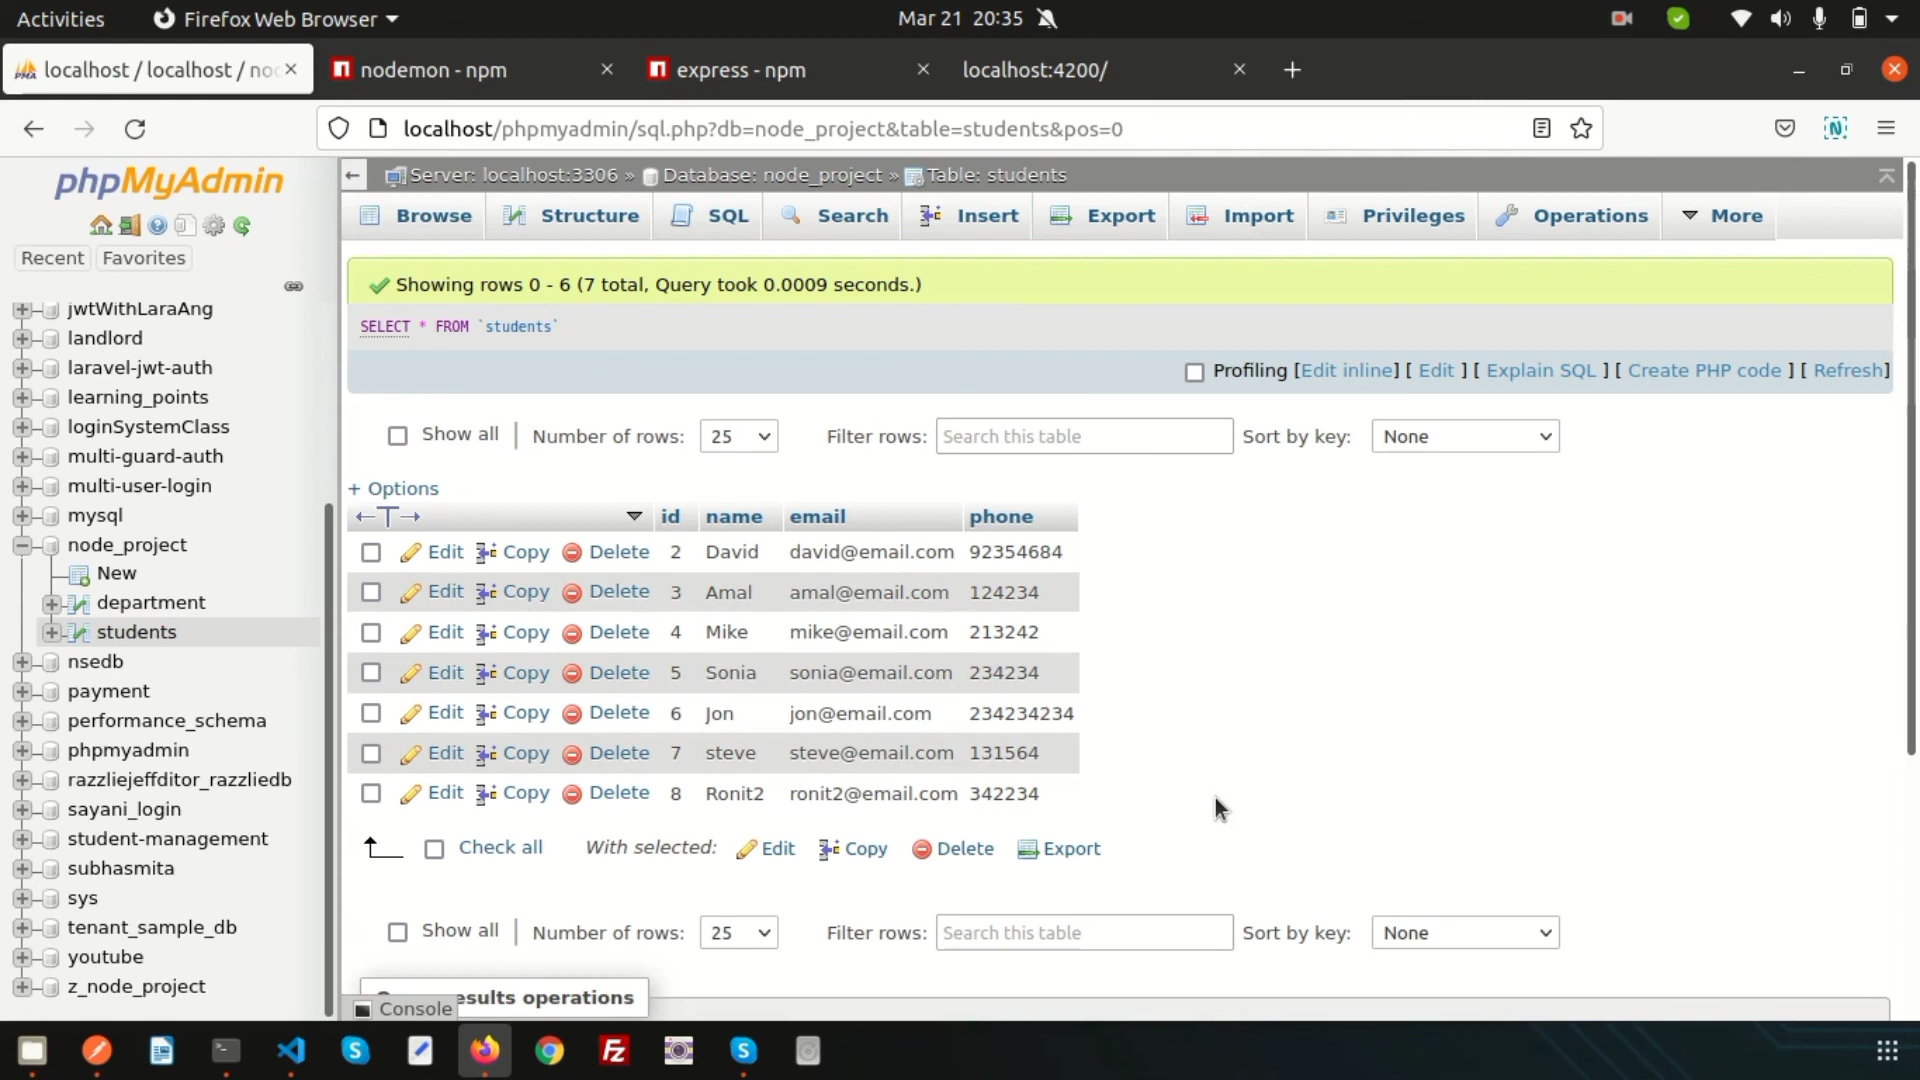 Activities Firefox Web Browser Mar 21 20:35
localhost / localhost / noc nodemon - npm express - npm localhost:4200/
localhost/phpmyadmin/sql.php?db=node_project&table=students&pos=0
phpMyAdmin
Recent Favorites
jwtWithLaraAng
landlord
laravel-jwt-auth
learning_points
loginSystemClass
multi-guard-auth
multi-user-login
mysql
node_project
New
department
students
nsedb
payment
performance_schema
phpmyadmin
razzliejeffditor_razzliedb
sayani_login
student-management
subhasmita
sys
tenant_sample_db
youtube
z_node_project
Server: localhost:3306 » Database: node_project » Table: students
Browse Structure SQL Search Insert Export Import Privileges Operations More
Showing rows 0 - 6 (7 total, Query took 0.0009 seconds.)
SELECT * FROM `students`
Profiling [Edit inline] [ Edit ] [ Explain SQL ] [ Create PHP code ] [ Refresh]
Show all | Number of rows: 25 Filter rows: Search this table Sort by key: None
+ Options
id name email phone
Edit Copy Delete 2 David david@email.com 92354684
Edit Copy Delete 3 Amal amal@email.com 124234
Edit Copy Delete 4 Mike mike@email.com 213242
Edit Copy Delete 5 Sonia sonia@email.com 234234
Edit Copy Delete 6 Jon jon@email.com 234234234
Edit Copy Delete 7 steve steve@email.com 131564
Edit Copy Delete 8 Ronit2 ronit2@email.com 342234
Check all With selected: Edit Copy Delete Export
Show all | Number of rows: 25 Filter rows: Search this table Sort by key: None
results operations
Console